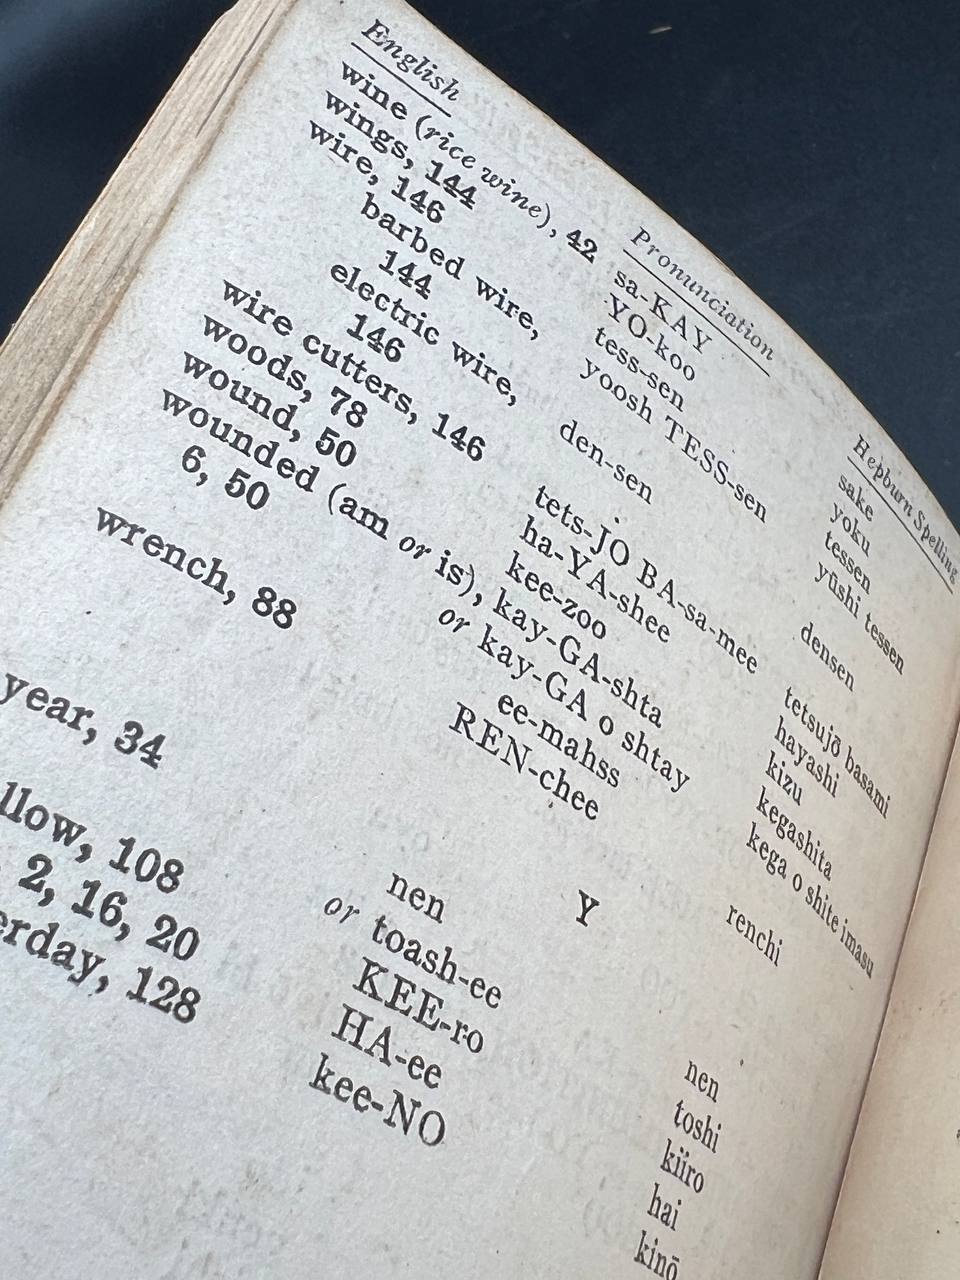 English Pronunciation Hepburn Spelling
wine (rice wine), 42 sa-KAY sake
wings, 144 YO-koo yoku
wire, 146 tess-sen tessen
barbed wire, yoosh TESS-sen yūshi tessen
144
electric wire, den-sen densen
146
wire cutters, 146 tets-JO BA-sa-mee tetsujō basami
woods, 78 ha-YA-shee hayashi
wound, 50 kee-zoo kizu
wounded (am or is), kay-GA-shta kegashita
6, 50 or kay-GA o shtay kega o shite imasu
ee-mahss
wrench, 88 REN-chee renchi
Y
year, 34 nen nen
or toash-ee toshi
llow, 108 KEE-ro kiiro
2, 16, 20 HA-ee hai
erday, 128 kee-NO kinō